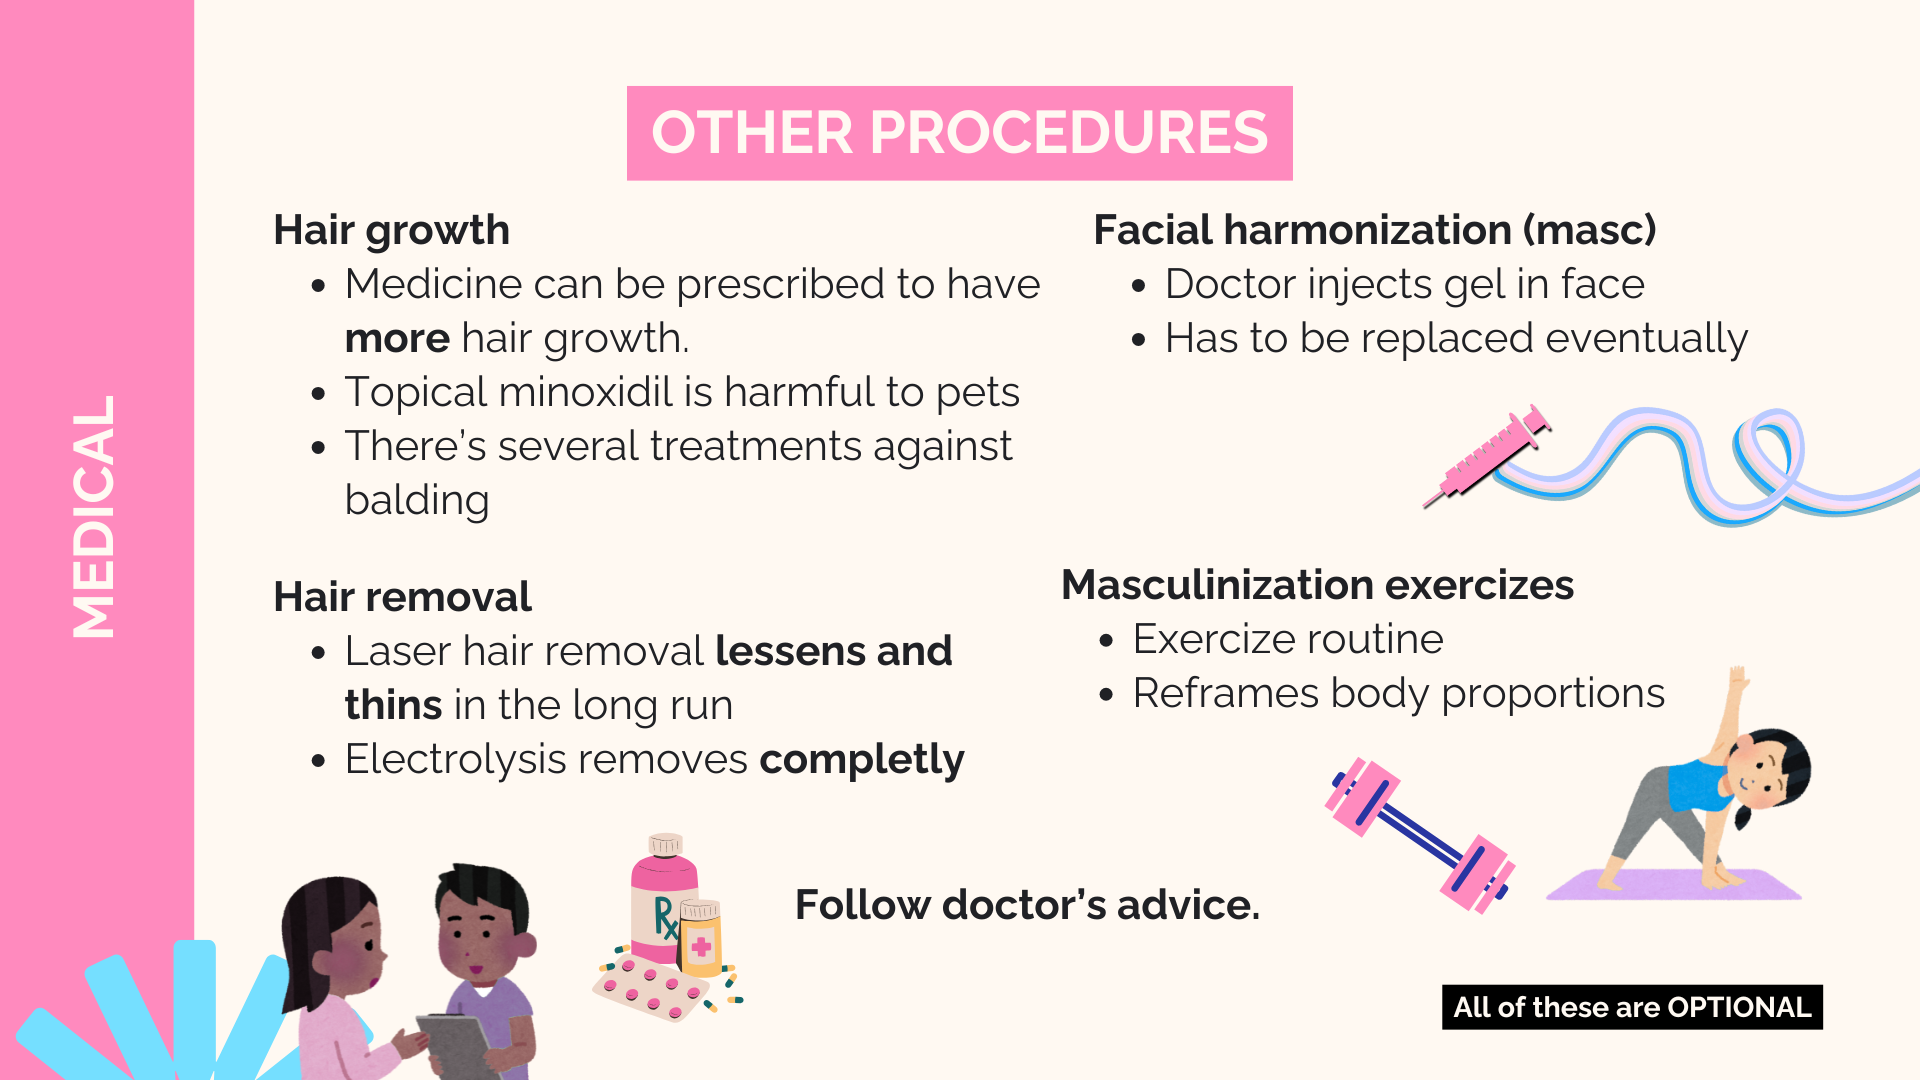 MEDICAL
OTHER PROCEDURES
Hair growth
• Medicine can be prescribed to have
more hair growth.
• Topical minoxidil is harmful to pets
• There’s several treatments against
balding
Hair removal
• Laser hair removal lessens and
thins in the long run
• Electrolysis removes completly
Facial harmonization (masc)
• Doctor injects gel in face
• Has to be replaced eventually
Masculinization exercizes
• Exercize routine
• Reframes body proportions
Rx
Follow doctor’s advice.
All of these are OPTIONAL